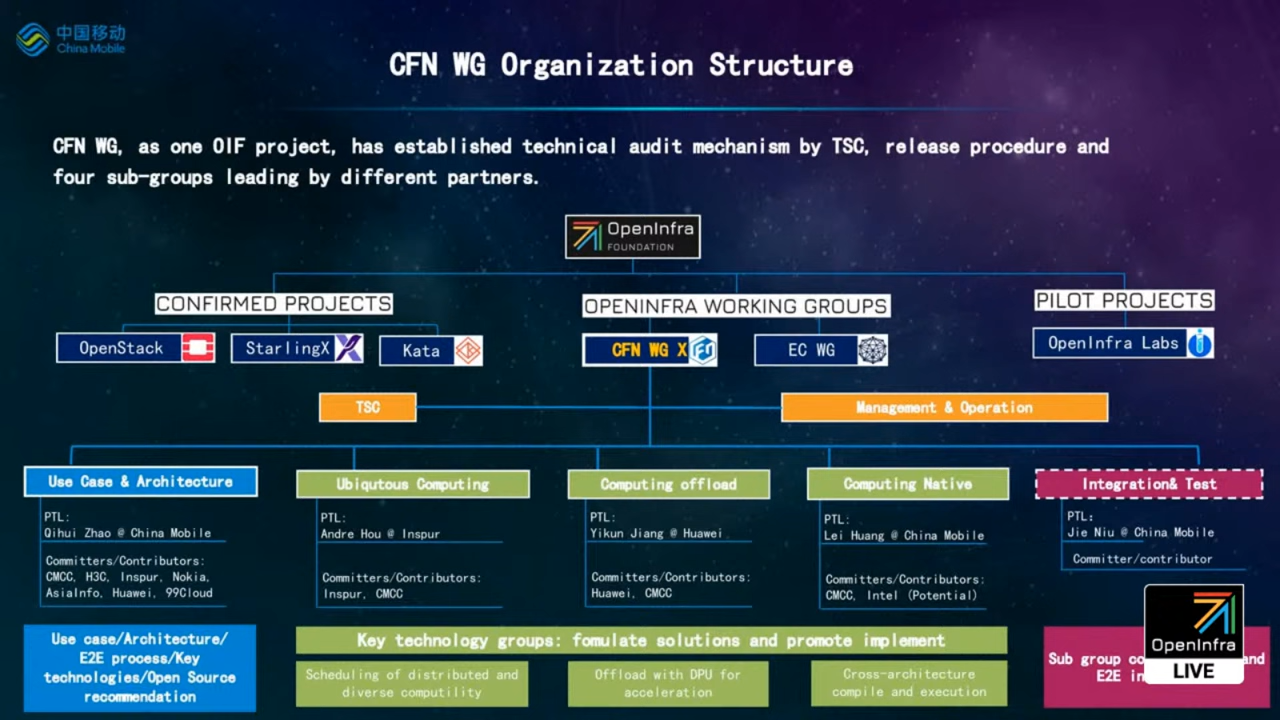 中国移动
China Mobile
CFN WG Organization Structure
CFN WG, as one OIF project, has established technical audit mechanism by TSC, release procedure and
four sub-groups leading by different partners.
OpenInfra
FOUNDATION
CONFIRMED PROJECTS
OPENINFRA WORKING GROUPS
PILOT PROJECTS
OpenStack
StarlingX
Kata
CFN WG X
EC WG
OpenInfra Labs
TSC
Management & Operation
Use Case & Architecture
Ubiqutous Computing
Computing offload
Computing Native
Integration& Test
PTL:
Qihui Zhao @ China Mobile
Committers/Contributors:
CMCC, H3C, Inspur, Nokia,
AsiaInfo, Huawei, 99Cloud
PTL:
Andre Hou @ Inspur
Committers/Contributors:
Inspur, CMCC
PTL:
Yikun Jiang @ Huawei
Committers/Contributors:
Huawei, CMCC
PTL:
Lei Huang @ China Mobile
Committers/Contributors:
CMCC, Intel (Potential)
PTL:
Jie Niu @ China Mobile
Committer/contributor
Use case/Architecture/
E2E process/Key
technologies/Open Source
recommendation
Key technology groups: fomulate solutions and promote implement
Scheduling of distributed and
diverse computility
Offload with DPU for
acceleration
Cross-architecture
compile and execution
Sub group and
E2E
OpenInfra
LIVE